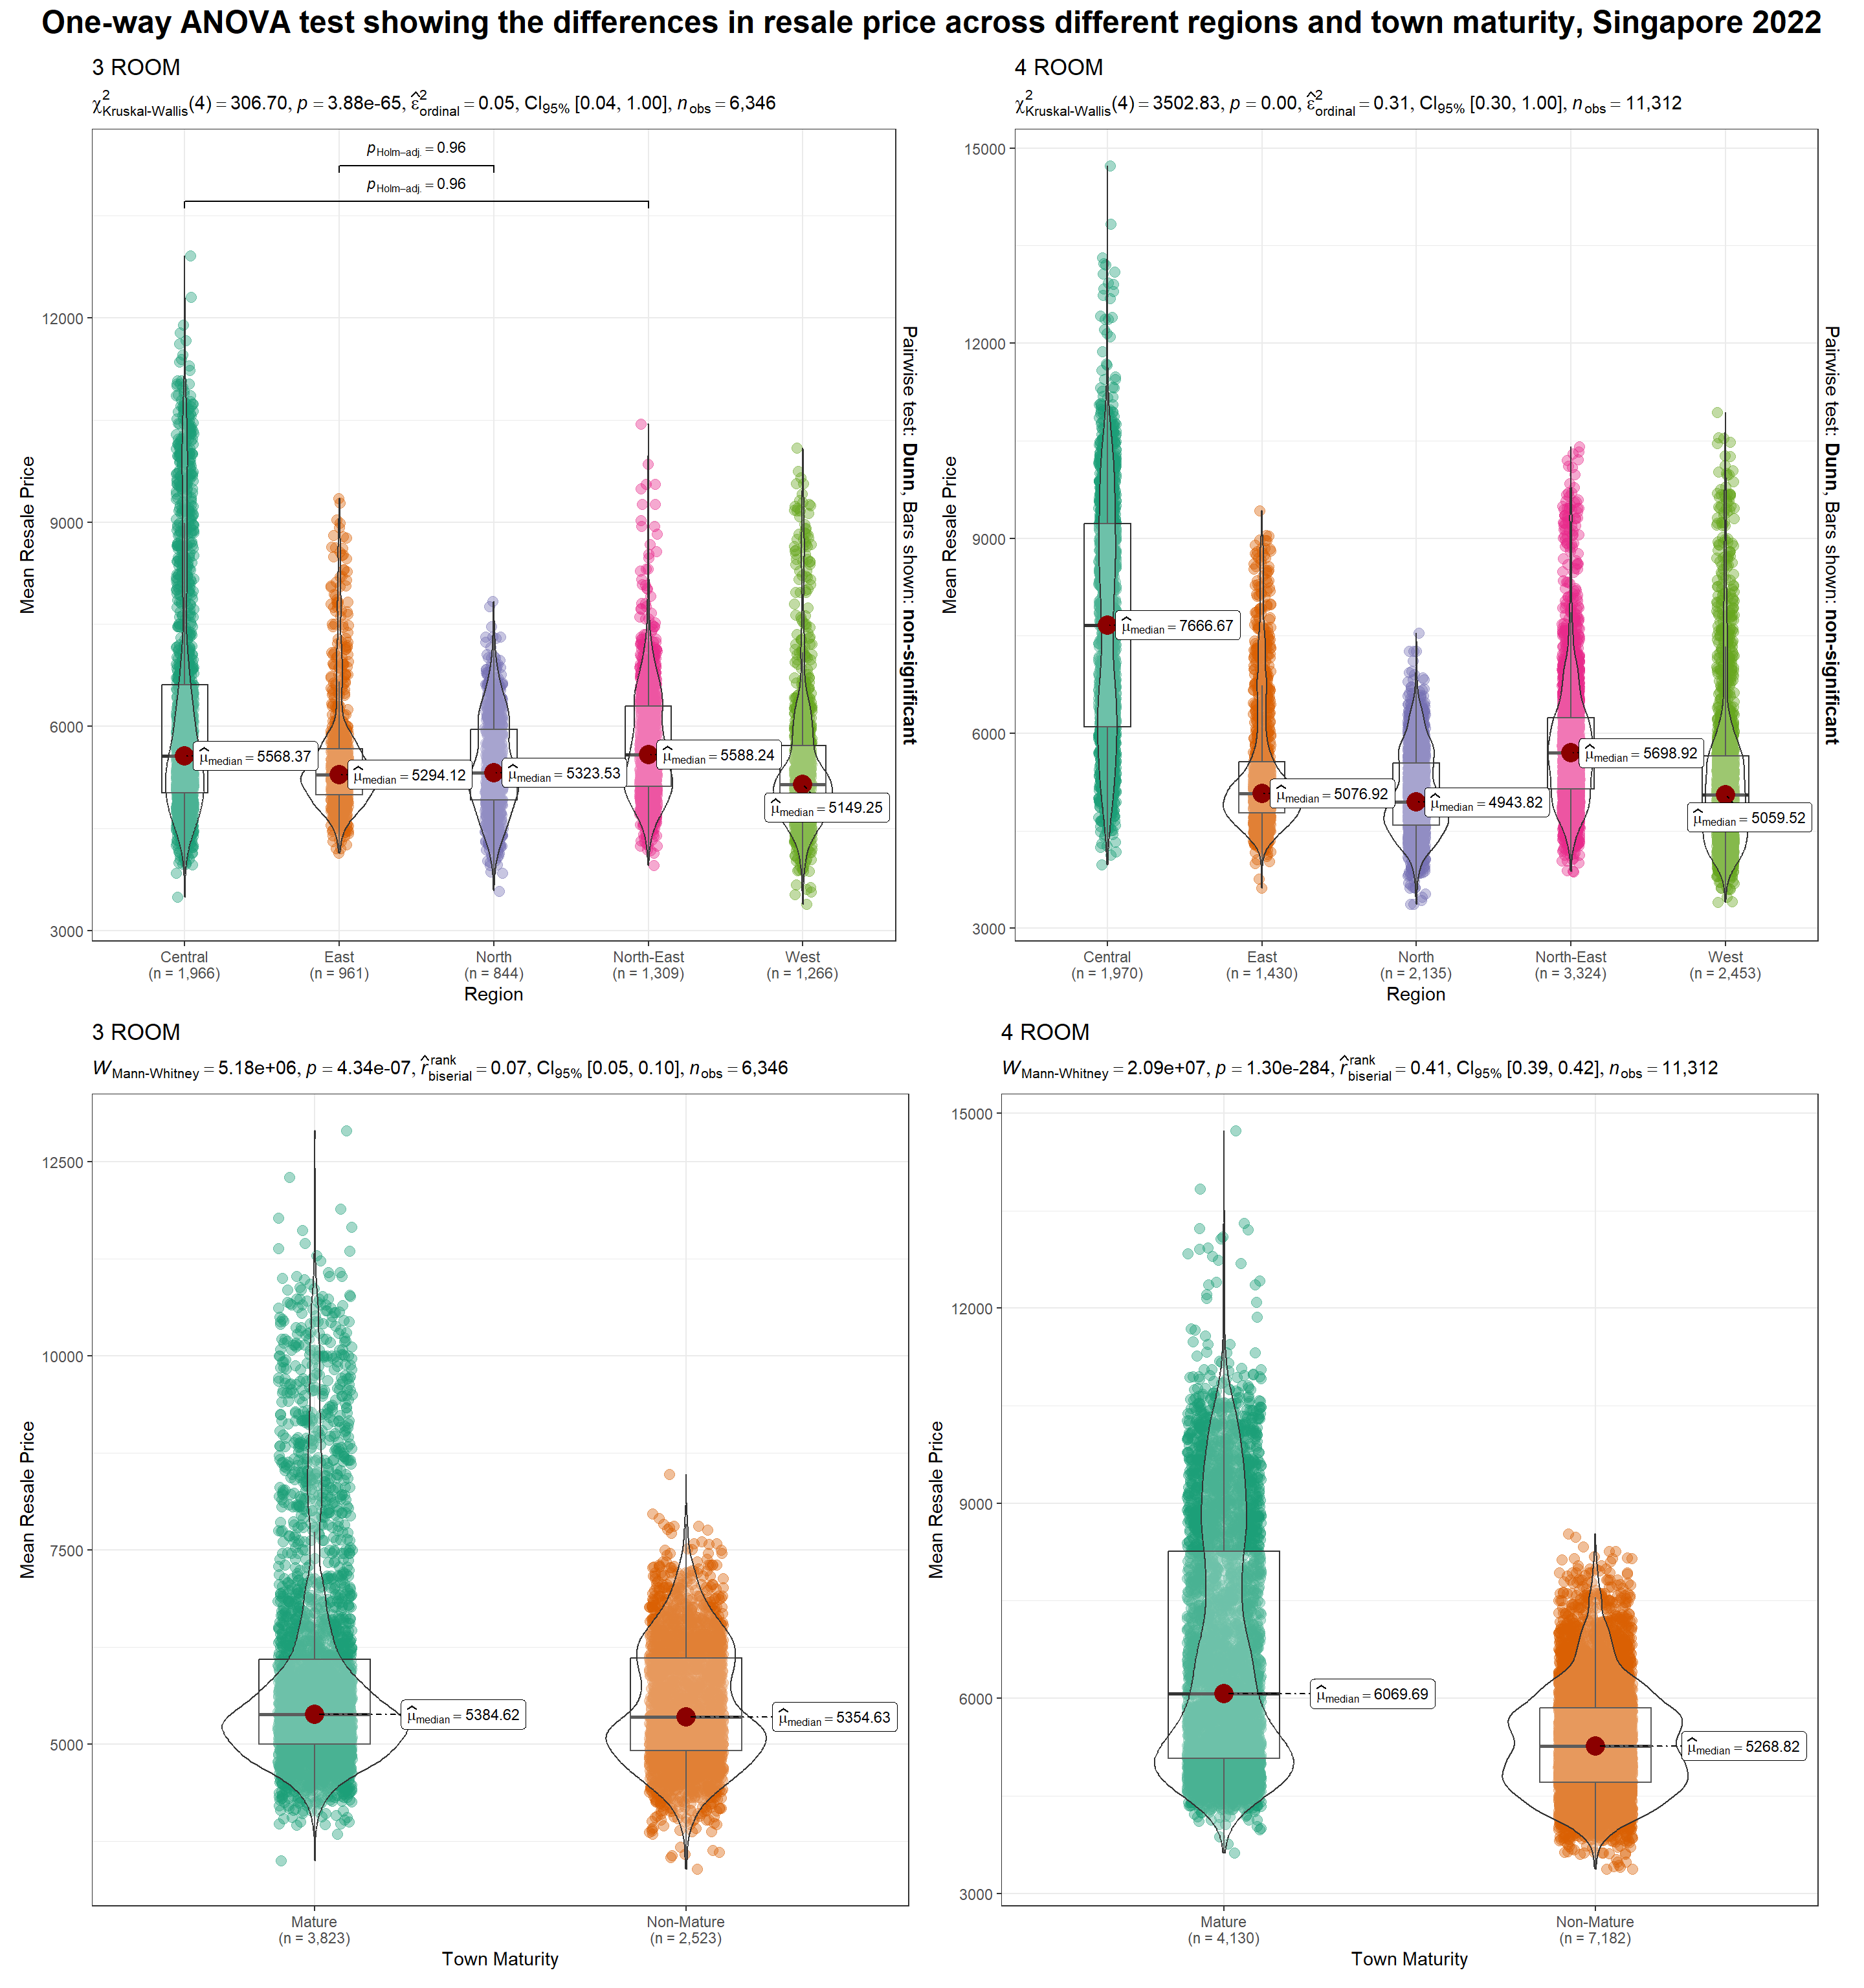 One-way ANOVA test showing the differences in resale price across different regions and town maturity, Singapore 2022
3 ROOM
χ²Kruskal-Wallis(4) = 306.70, p = 3.88e-65, ε̂²ordinal = 0.05, CI95% [0.04, 1.00], nobs = 6,346
pHolm-adj. = 0.96
pHolm-adj. = 0.96
Mean Resale Price
12000
9000
6000
3000
μ̂median = 5568.37
μ̂median = 5294.12
μ̂median = 5323.53
μ̂median = 5588.24
μ̂median = 5149.25
Central
(n = 1,966)
East
(n = 961)
North
(n = 844)
North-East
(n = 1,309)
West
(n = 1,266)
Region
Pairwise test: Dunn, Bars shown: non-significant
4 ROOM
χ²Kruskal-Wallis(4) = 3502.83, p = 0.00, ε̂²ordinal = 0.31, CI95% [0.30, 1.00], nobs = 11,312
Mean Resale Price
15000
12000
9000
6000
3000
μ̂median = 7666.67
μ̂median = 5076.92
μ̂median = 4943.82
μ̂median = 5698.92
μ̂median = 5059.52
Central
(n = 1,970)
East
(n = 1,430)
North
(n = 2,135)
North-East
(n = 3,324)
West
(n = 2,453)
Region
Pairwise test: Dunn, Bars shown: non-significant
3 ROOM
WMann-Whitney = 5.18e+06, p = 4.34e-07, r̂rankbiserial = 0.07, CI95% [0.05, 0.10], nobs = 6,346
Mean Resale Price
12500
10000
7500
5000
μ̂median = 5384.62
μ̂median = 5354.63
Mature
(n = 3,823)
Non-Mature
(n = 2,523)
Town Maturity
4 ROOM
WMann-Whitney = 2.09e+07, p = 1.30e-284, r̂rankbiserial = 0.41, CI95% [0.39, 0.42], nobs = 11,312
Mean Resale Price
15000
12000
9000
6000
3000
μ̂median = 6069.69
μ̂median = 5268.82
Mature
(n = 4,130)
Non-Mature
(n = 7,182)
Town Maturity